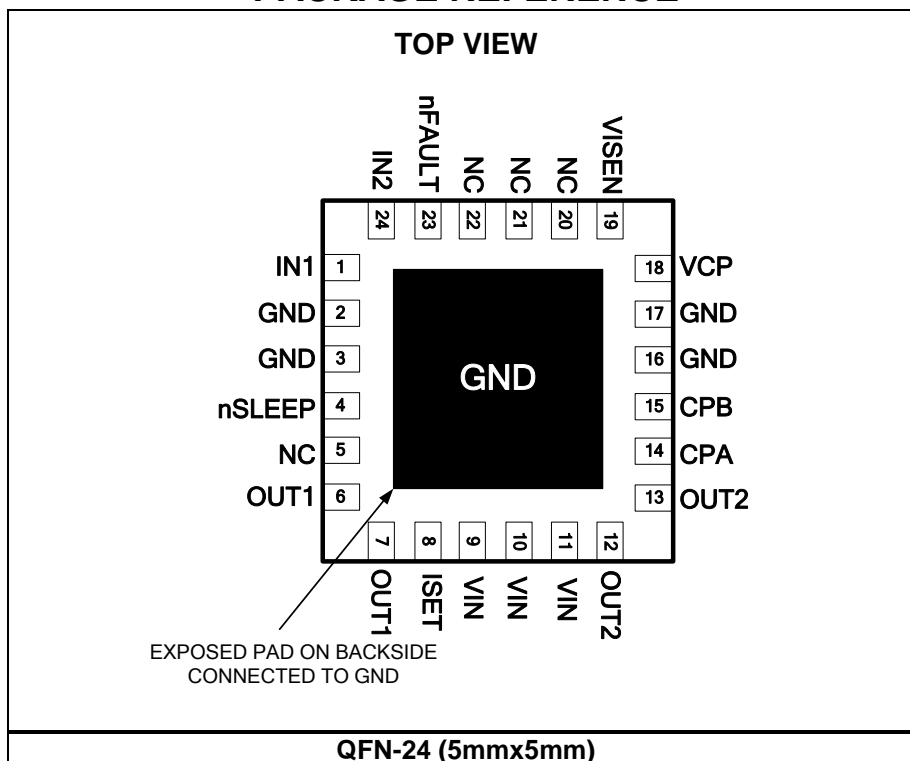 PACKAGE REFERENCE
TOP VIEW
IN2
nFAULT
NC
NC
NC
VISEN
24
23
22
21
20
19
IN1 1
GND 2
GND 3
nSLEEP 4
NC 5
OUT1 6
GND
18 VCP
17 GND
16 GND
15 CPB
14 CPA
13 OUT2
7
8
9
10
11
12
OUT1
ISET
VIN
VIN
VIN
OUT2
EXPOSED PAD ON BACKSIDE
CONNECTED TO GND
QFN-24 (5mmx5mm)